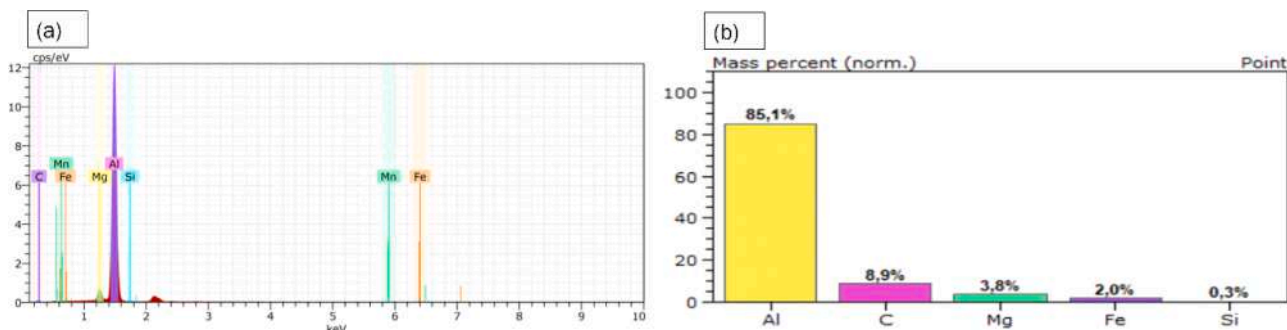 (a)
cps/eV
12
10
8
6
4
2
0
C
Mn
Fe
Mg
Al
Si
Mn
Fe
1 2 3 4 5 6 7 8 9 10
keV
(b)
Mass percent (norm.) Point
100
80
60
40
20
0
85,1%
8,9%
3,8%
2,0%
0,3%
Al C Mg Fe Si